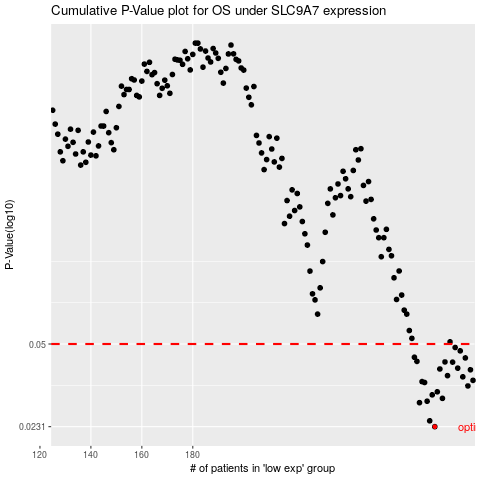 Cumulative P-Value plot for OS under SLC9A7 expression
P-Value(log10)
0.05
0.0231
opti
120 140 160 180
# of patients in 'low exp' group